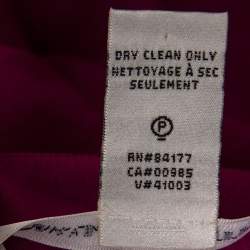 DRY CLEAN ONLY
NETTOYAGE À SEC
SEULEMENT
P
RN#84177
CA#00985
V#41003